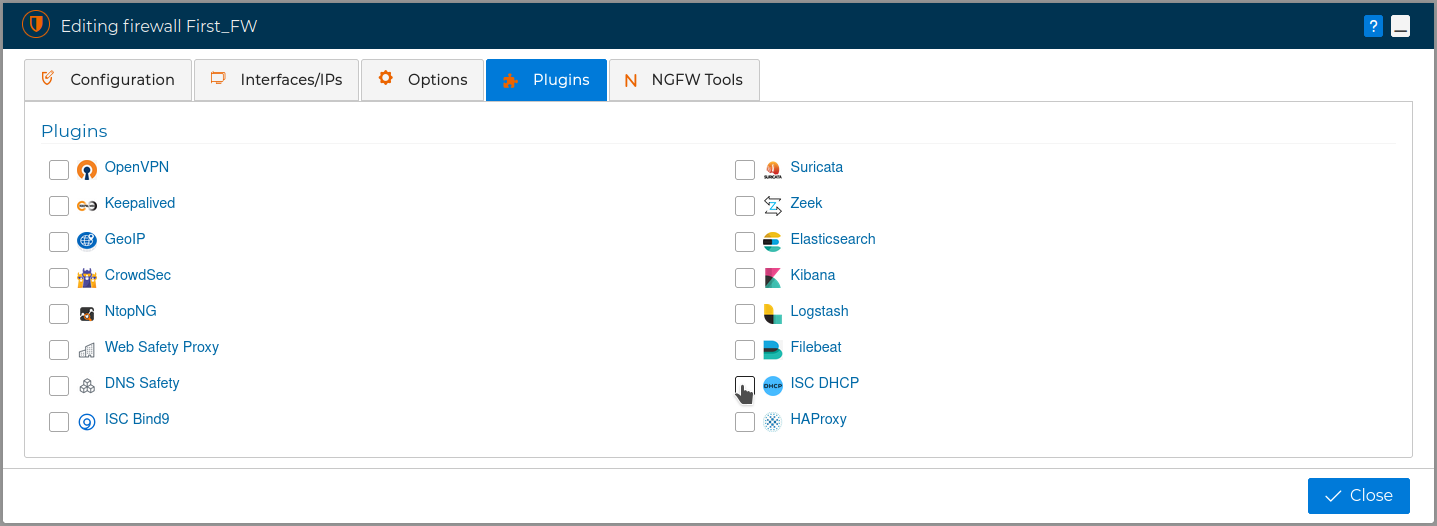 Editing firewall First_FW
?
Configuration
Interfaces/IPs
Options
Plugins
NGFW Tools
Plugins
OpenVPN
Keepalived
GeoIP
CrowdSec
NtopNG
Web Safety Proxy
DNS Safety
ISC Bind9
SURICATA
Suricata
Zeek
Elasticsearch
Kibana
Logstash
Filebeat
DHCP
ISC DHCP
HAProxy
Close